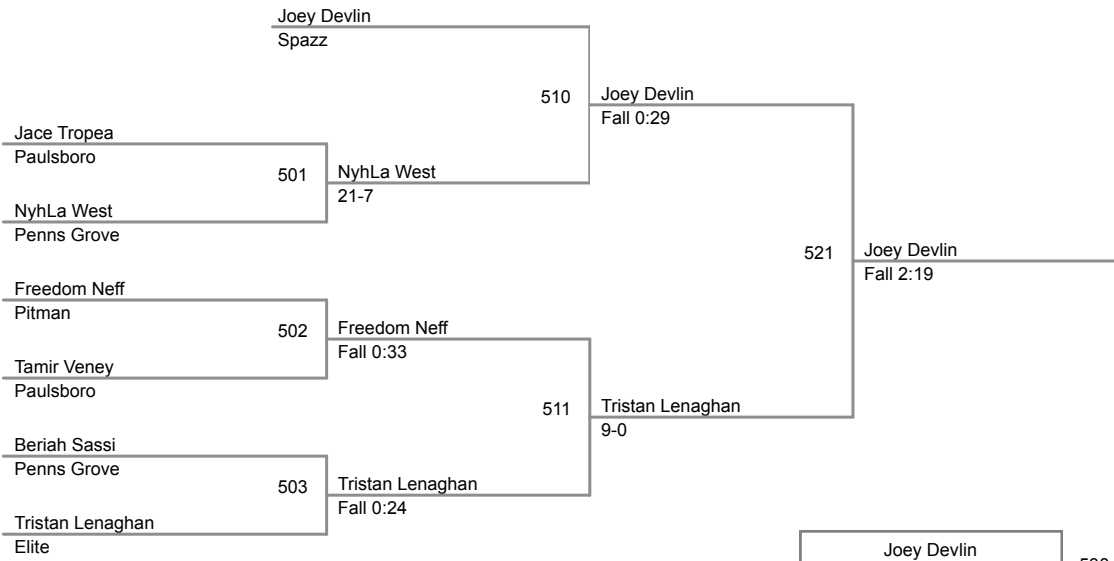 Joey Devlin
Spazz
510
Joey Devlin
Fall 0:29
Jace Tropea
Paulsboro
501
NyhLa West
21-7
NyhLa West
Penns Grove
521
Joey Devlin
Fall 2:19
Freedom Neff
Pitman
502
Freedom Neff
Fall 0:33
Tamir Veney
Paulsboro
511
Tristan Lenaghan
9-0
Beriah Sassi
Penns Grove
503
Tristan Lenaghan
Fall 0:24
Tristan Lenaghan
Elite
Joey Devlin